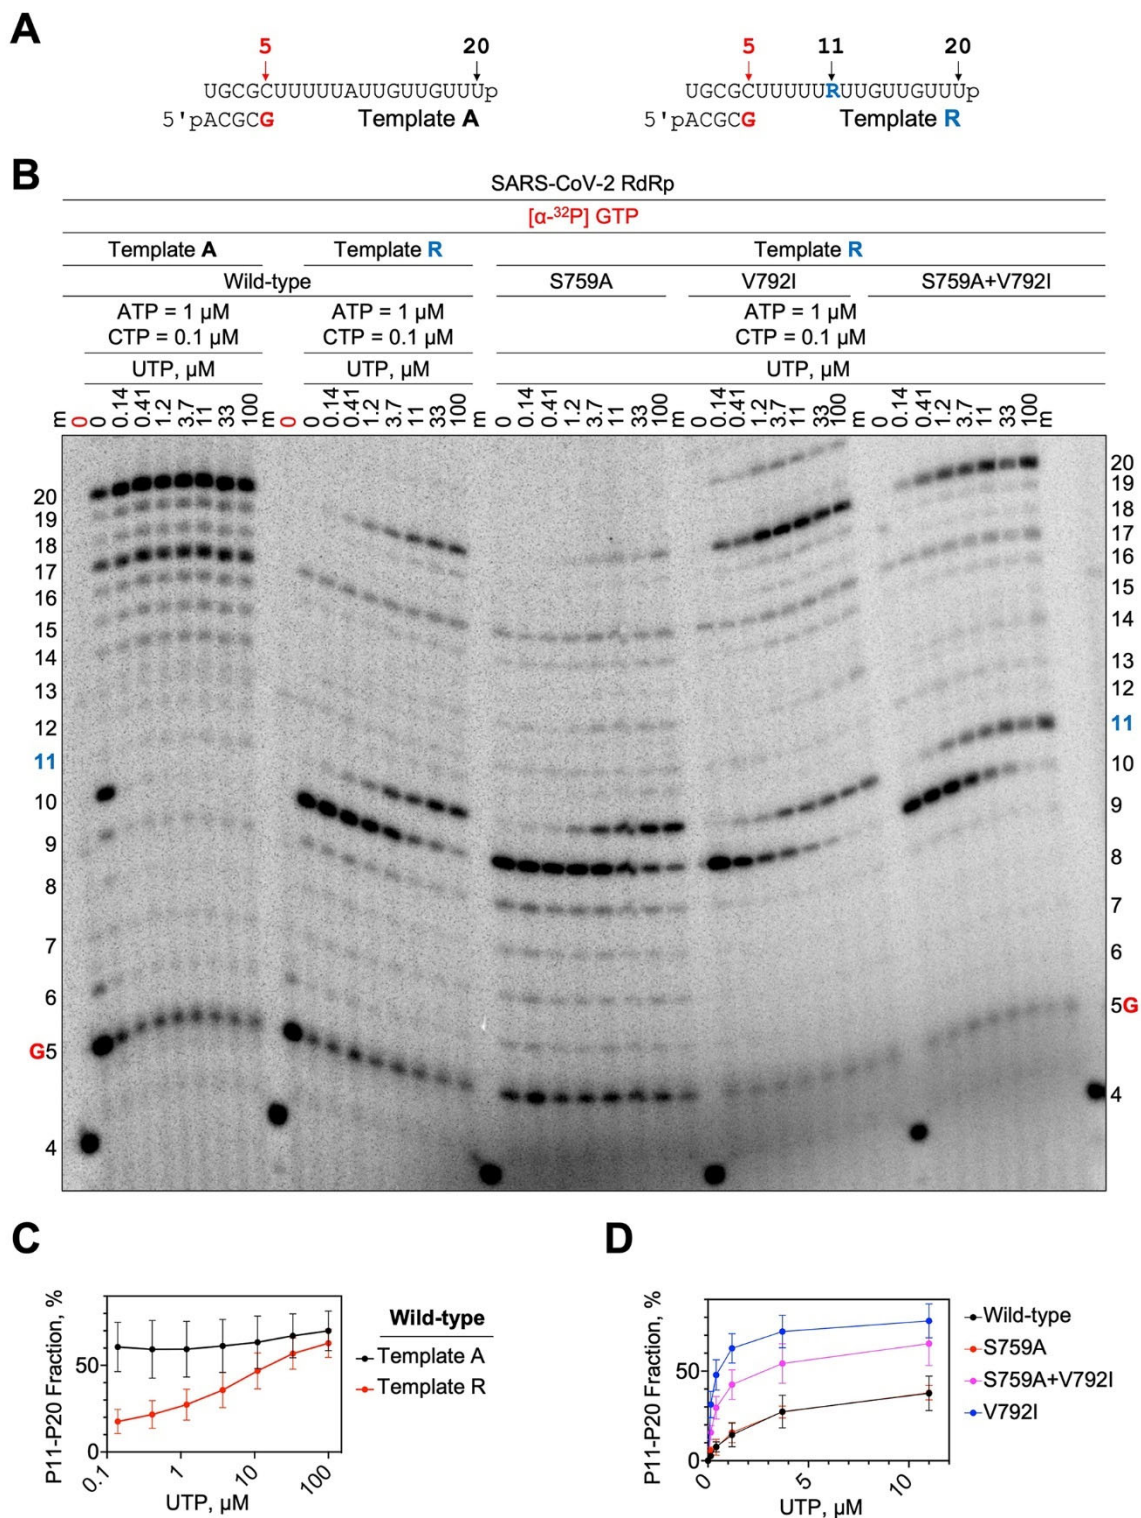 A
5 20
UGCGCUUUUUAUUGUUGUUUp
5'pACGCG Template A
5 11 20
UGCGCUUUUURUUGUUGUUUp
5'pACGCG Template R
B
SARS-CoV-2 RdRp
[α-³²P] GTP
Template A Template R Template R
Wild-type S759A V792I S759A+V792I
ATP = 1 µM ATP = 1 µM ATP = 1 µM
CTP = 0.1 µM CTP = 0.1 µM CTP = 0.1 µM
UTP, µM UTP, µM UTP, µM
m 0 0 0.14 0.41 1.2 3.7 11 33 100 m 0 0 0.14 0.41 1.2 3.7 11 33 100 m 0 0.14 0.41 1.2 3.7 11 33 100 m 0 0.14 0.41 1.2 3.7 11 33 100 m 0 0.14 0.41 1.2 3.7 11 33 100 m
20
19
18
17
16
15
14
13
12
11
10
9
8
7
6
G5
4
20
19
18
17
16
15
14
13
12
11
10
9
8
7
6
5G
4
C
P11-P20 Fraction, %
50
0
0.1 1 10 100
UTP, µM
Wild-type
Template A
Template R
D
P11-P20 Fraction, %
50
0
0 5 10
UTP, µM
Wild-type
S759A
S759A+V792I
V792I